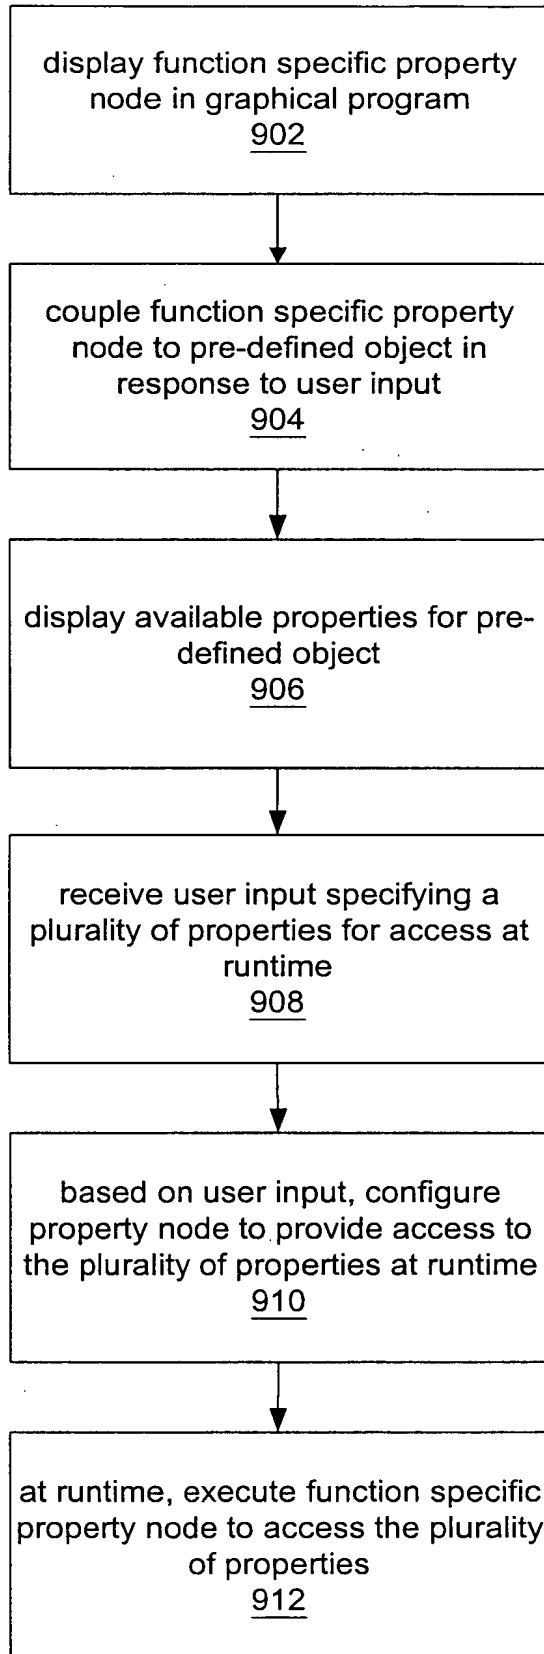 display function specific property
node in graphical program
902
couple function specific property
node to pre-defined object in
response to user input
904
display available properties for pre-
defined object
906
receive user input specifying a
plurality of properties for access at
runtime
908
based on user input, configure
property node to provide access to
the plurality of properties at runtime
910
at runtime, execute function specific
property node to access the plurality
of properties
912